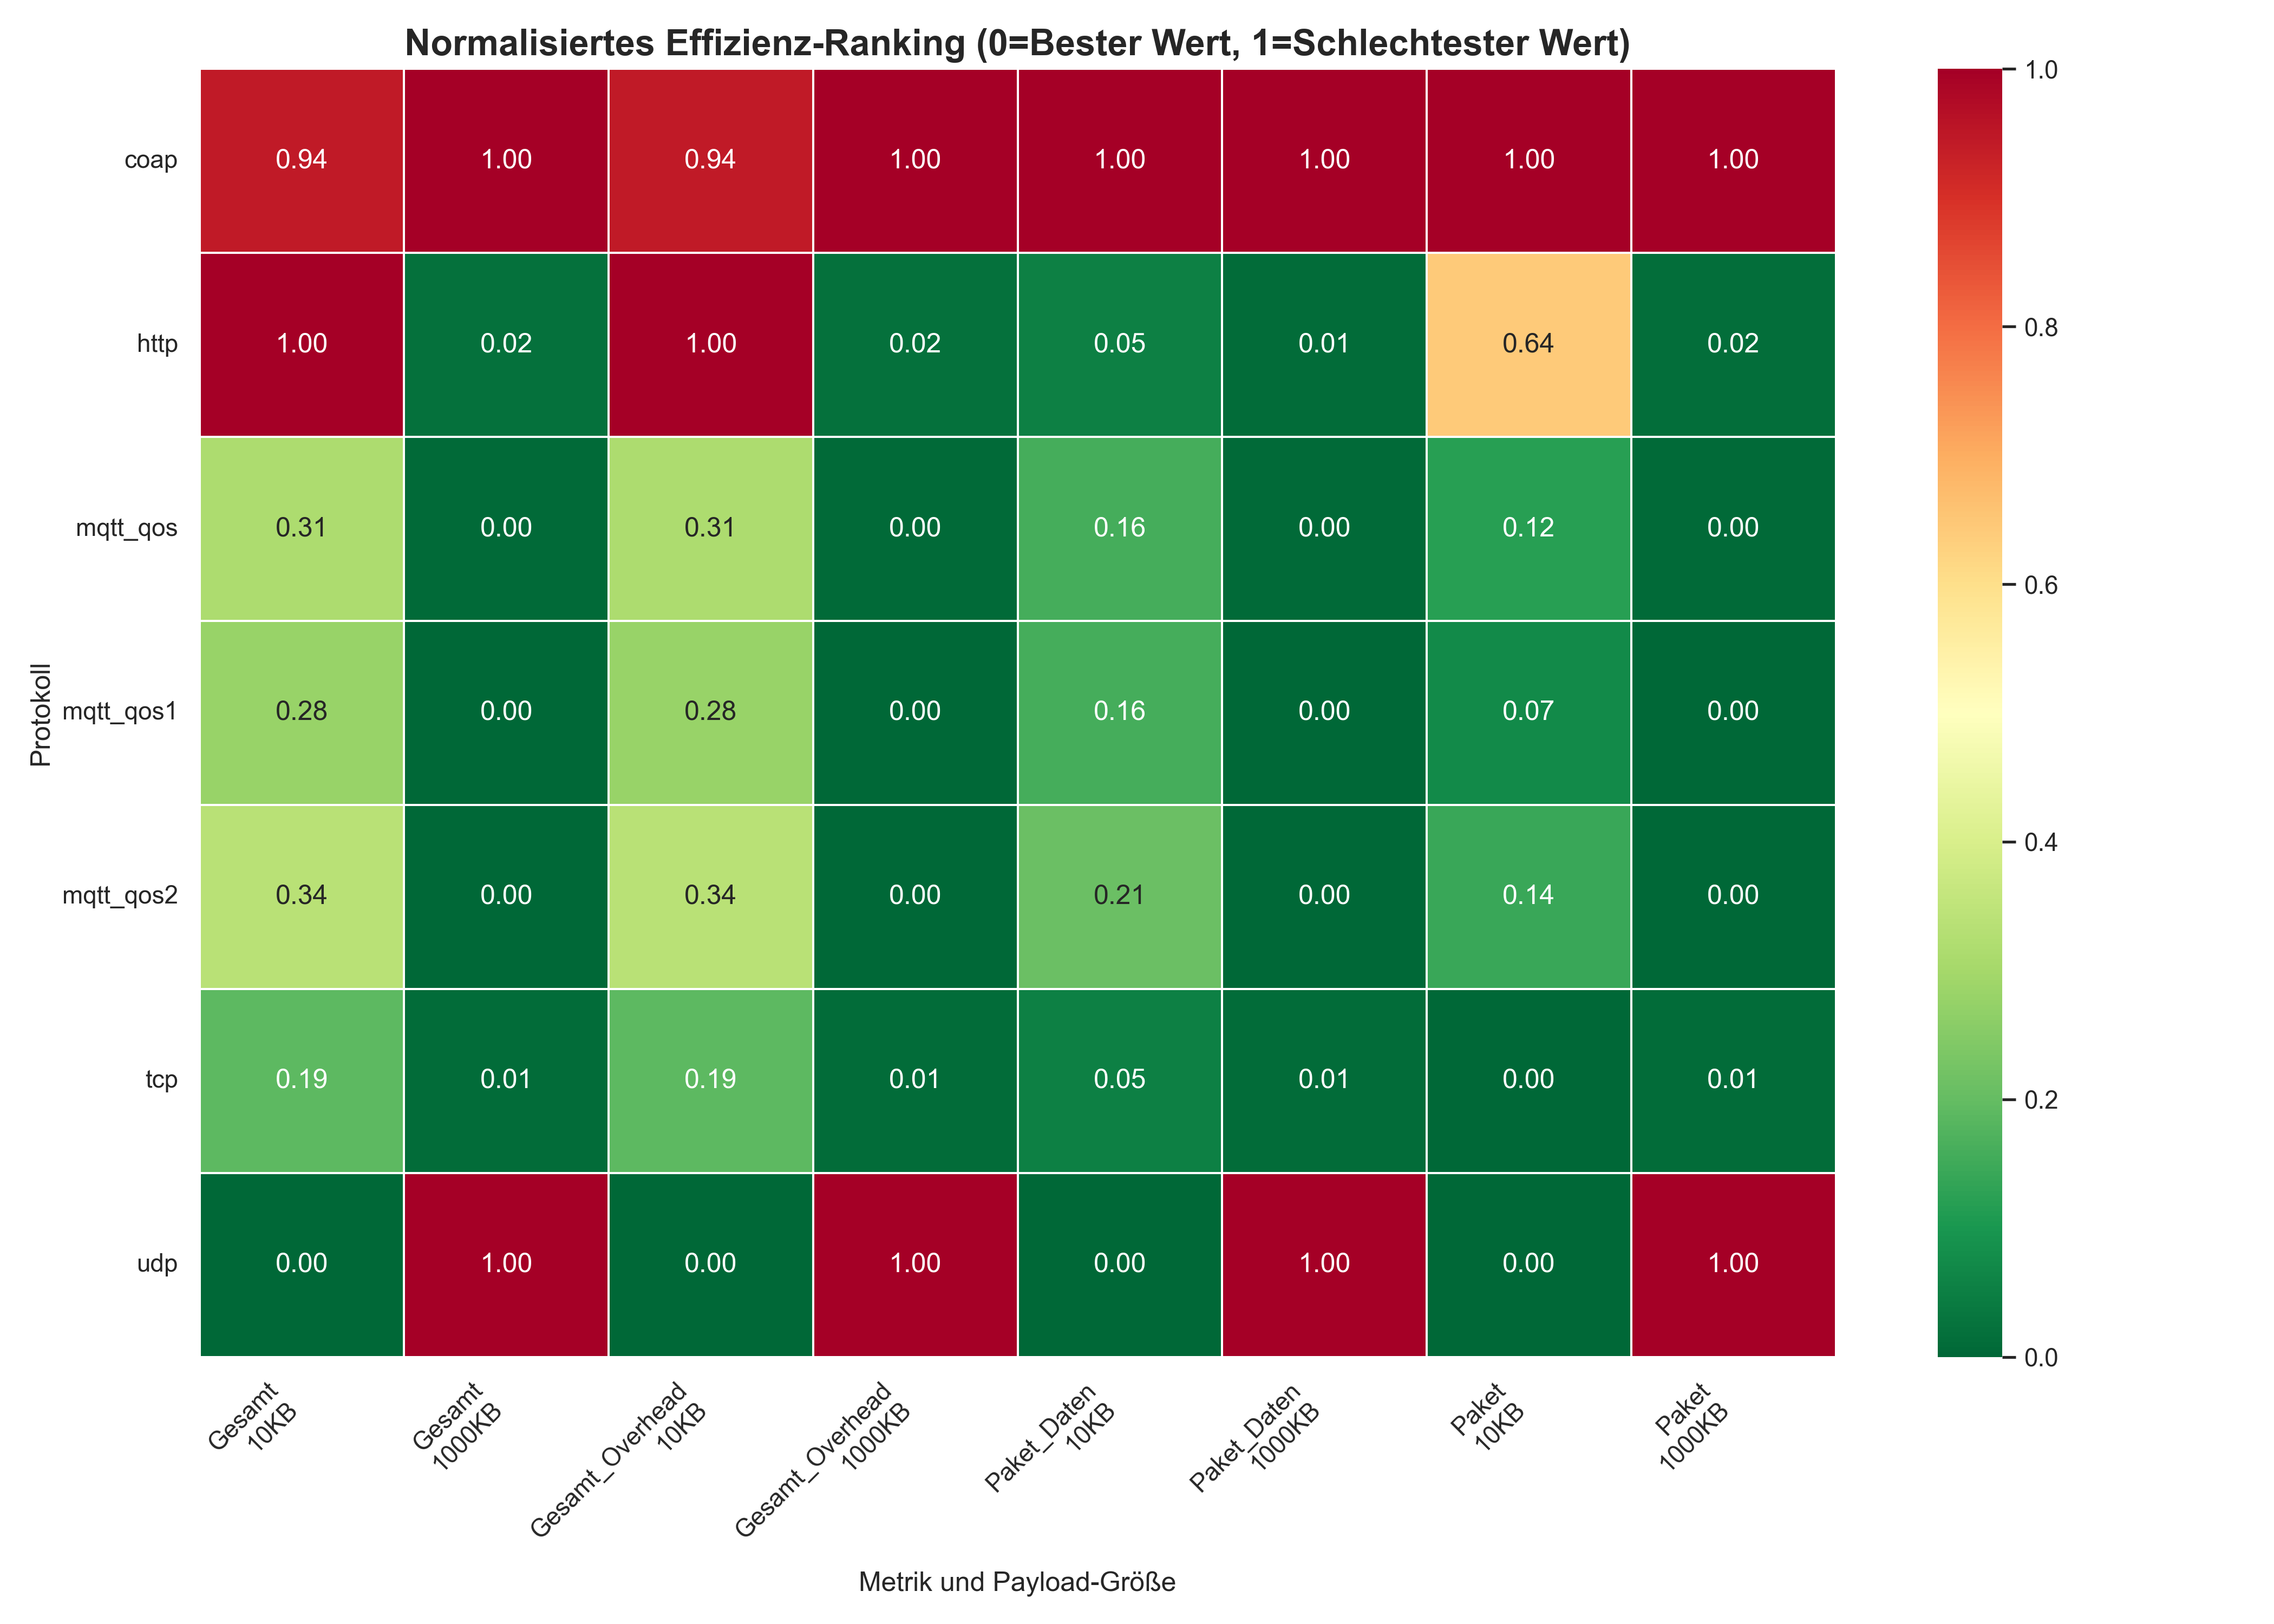 Normalisiertes Effizienz-Ranking (0=Bester Wert, 1=Schlechtester Wert)
Protokoll
coap 0.94 1.00 0.94 1.00 1.00 1.00 1.00 1.00
http 1.00 0.02 1.00 0.02 0.05 0.01 0.64 0.02
mqtt_qos 0.31 0.00 0.31 0.00 0.16 0.00 0.12 0.00
mqtt_qos1 0.28 0.00 0.28 0.00 0.16 0.00 0.07 0.00
mqtt_qos2 0.34 0.00 0.34 0.00 0.21 0.00 0.14 0.00
tcp 0.19 0.01 0.19 0.01 0.05 0.01 0.00 0.01
udp 0.00 1.00 0.00 1.00 0.00 1.00 0.00 1.00
Gesamt
10KB
Gesamt
1000KB
Gesamt_Overhead
10KB
Gesamt_Overhead
1000KB
Paket_Daten
10KB
Paket_Daten
1000KB
Paket
10KB
Paket
1000KB
Metrik und Payload-Größe
1.0
0.8
0.6
0.4
0.2
0.0